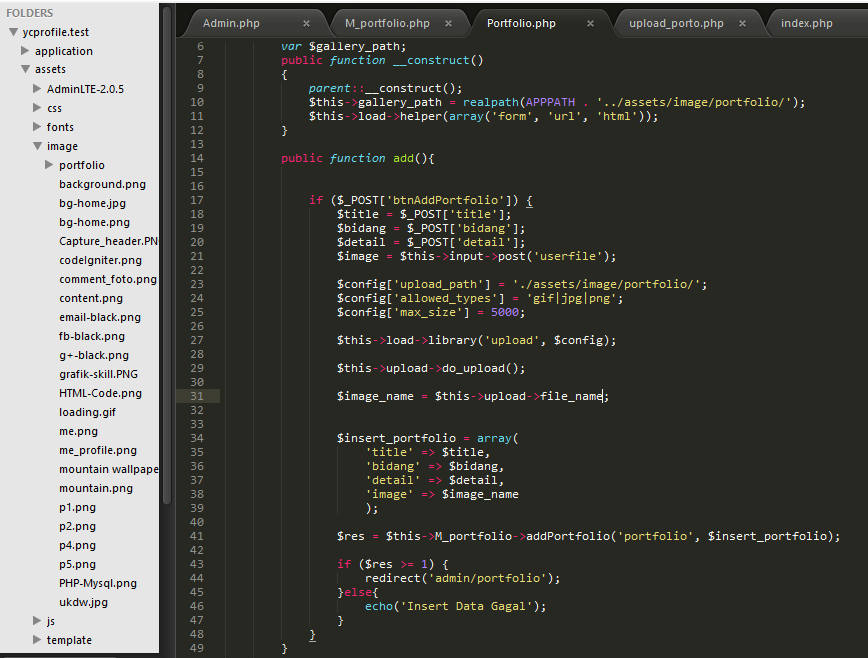 FOLDERS
ycprofile.test
application
assets
AdminLTE-2.0.5
css
fonts
image
portfolio
background.png
bg-home.jpg
bg-home.png
Capture_header.PN
codeIgniter.png
comment_foto.png
content.png
email-black.png
fb-black.png
g+-black.png
grafik-skill.PNG
HTML-Code.png
loading.gif
me.png
me_profile.png
mountain wallpape
mountain.png
p1.png
p2.png
p4.png
p5.png
PHP-Mysql.png
ukdw.jpg
js
template
Admin.php × M_portfolio.php × Portfolio.php × upload_porto.php × index.php
6 var $gallery_path;
7 public function __construct()
8 {
9 parent::__construct();
10 $this->gallery_path = realpath(APPPATH . '../assets/image/portfolio/');
11 $this->load->helper(array('form', 'url', 'html'));
12 }
13
14 public function add(){
15
16
17 if ($_POST['btnAddPortfolio']) {
18 $title = $_POST['title'];
19 $bidang = $_POST['bidang'];
20 $detail = $_POST['detail'];
21 $image = $this->input->post('userfile');
22
23 $config['upload_path'] = './assets/image/portfolio/';
24 $config['allowed_types'] = 'gif|jpg|png';
25 $config['max_size'] = 5000;
26
27 $this->load->library('upload', $config);
28
29 $this->upload->do_upload();
30
31 $image_name = $this->upload->file_name;
32
33
34 $insert_portfolio = array(
35 'title' => $title,
36 'bidang' => $bidang,
37 'detail' => $detail,
38 'image' => $image_name
39 );
40
41 $res = $this->M_portfolio->addPortfolio('portfolio', $insert_portfolio);
42
43 if ($res >= 1) {
44 redirect('admin/portfolio');
45 }else{
46 echo('Insert Data Gagal');
47 }
48 }
49 }